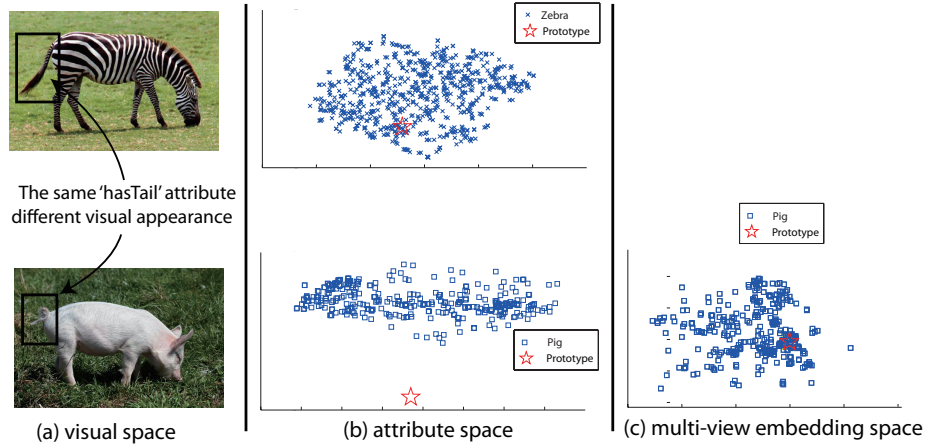 Zebra
Prototype
The same 'hasTail' attribute
different visual appearance
Pig
Prototype
Pig
Prototype
(a) visual space
(b) attribute space
(c) multi-view embedding space